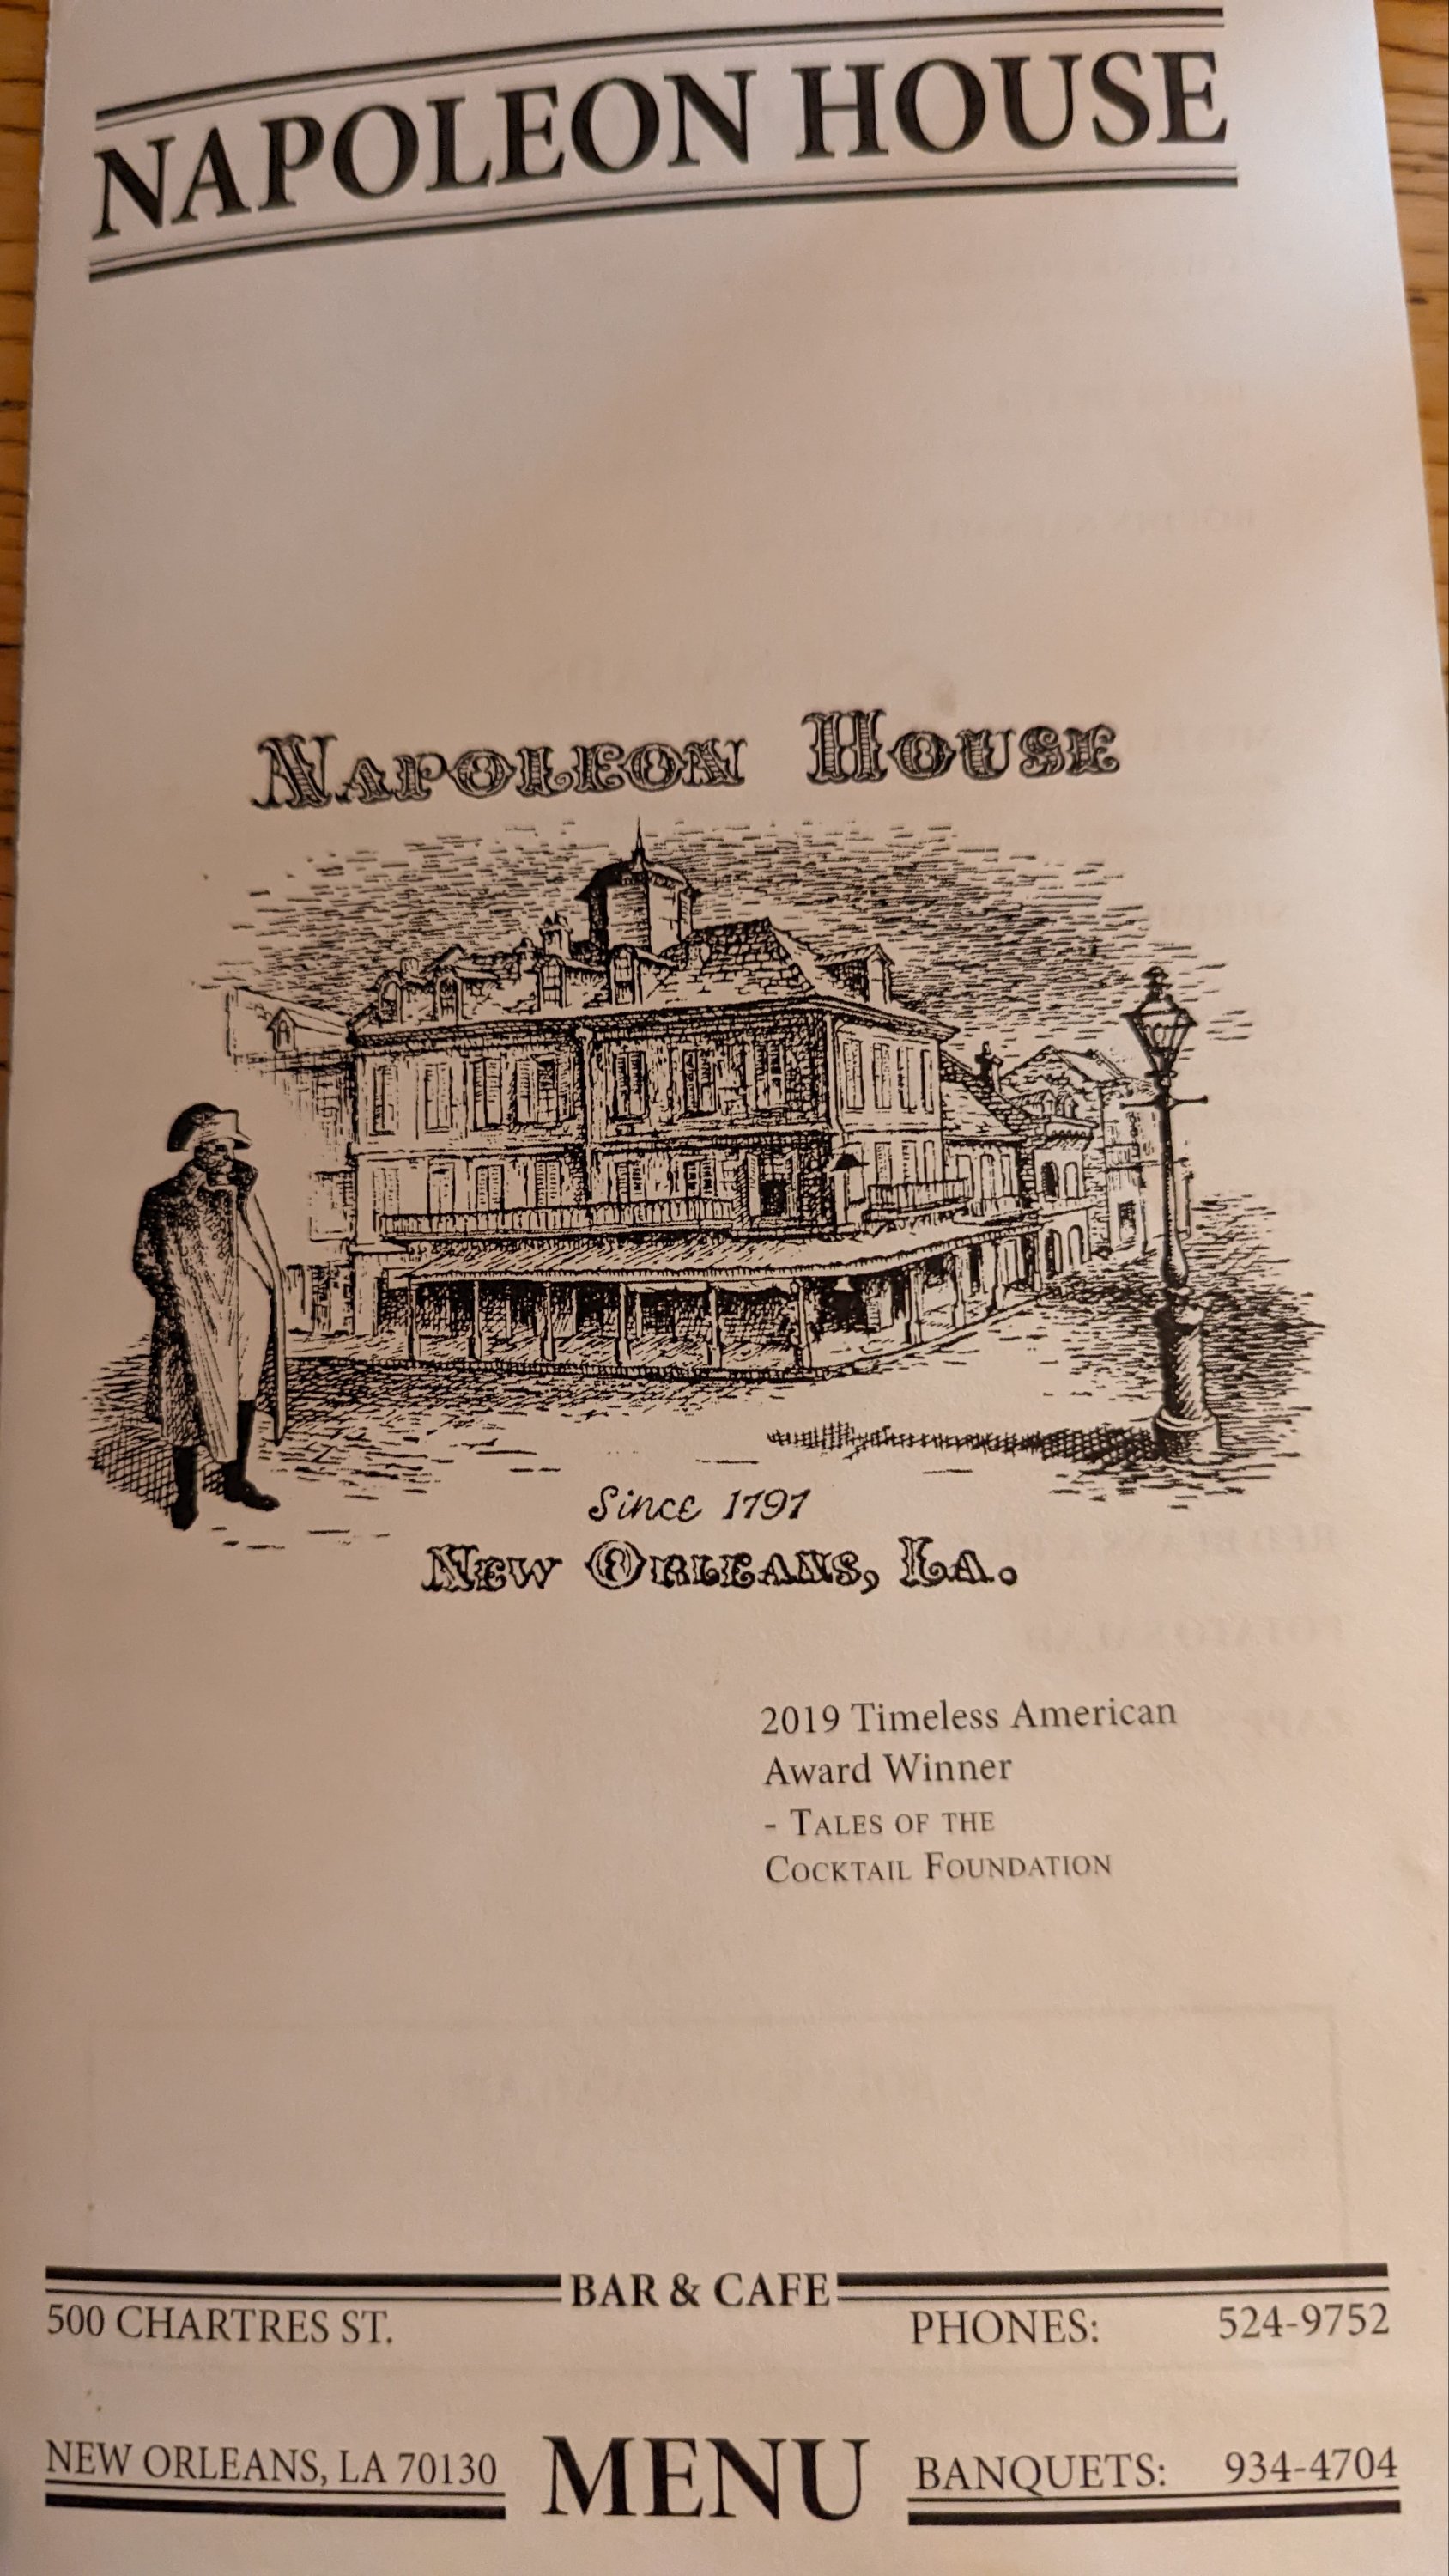 NAPOLEON HOUSE
NAPOLEON HOUSE
Since 1797
NEW ORLEANS, LA.
2019 Timeless American
Award Winner
- TALES OF THE
COCKTAIL FOUNDATION
BAR & CAFE
500 CHARTRES ST. PHONES: 524-9752
NEW ORLEANS, LA 70130 MENU BANQUETS: 934-4704